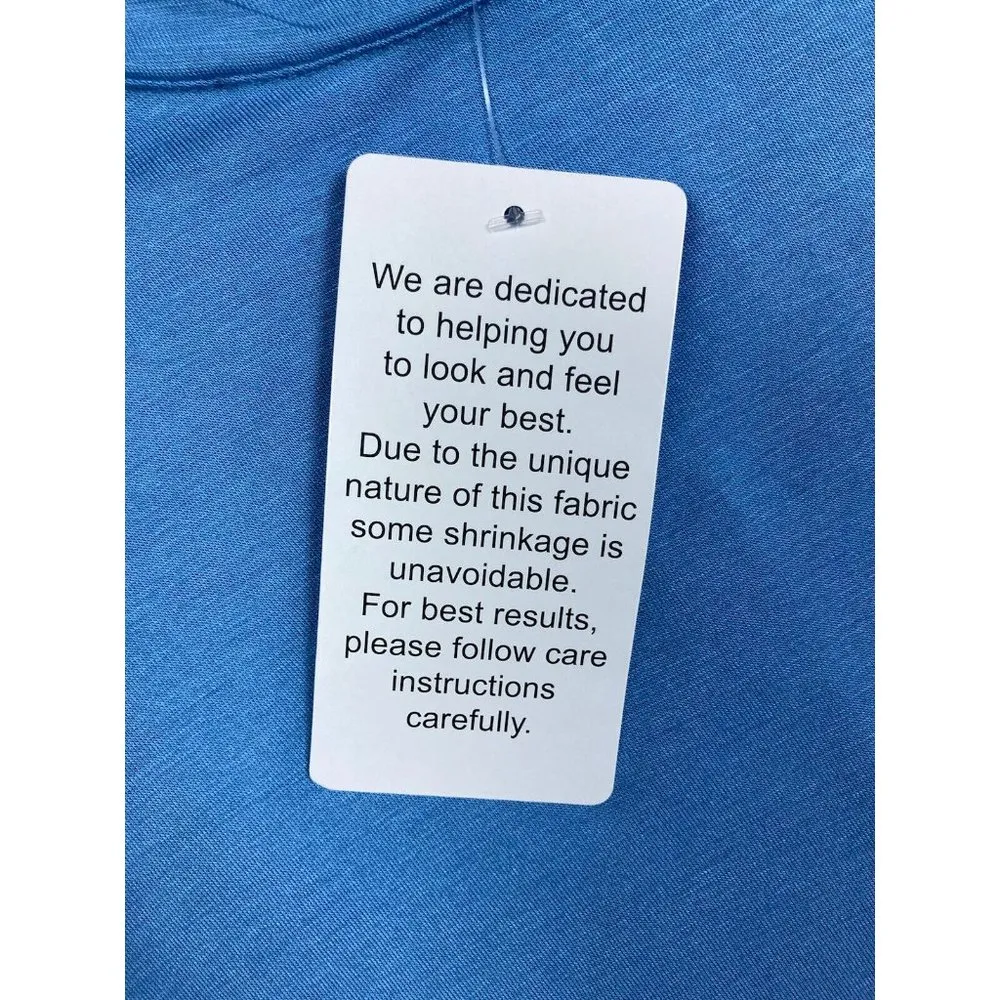 We are dedicated
to helping you
to look and feel
your best.
Due to the unique
nature of this fabric
some shrinkage is
unavoidable.
For best results,
please follow care
instructions
carefully.